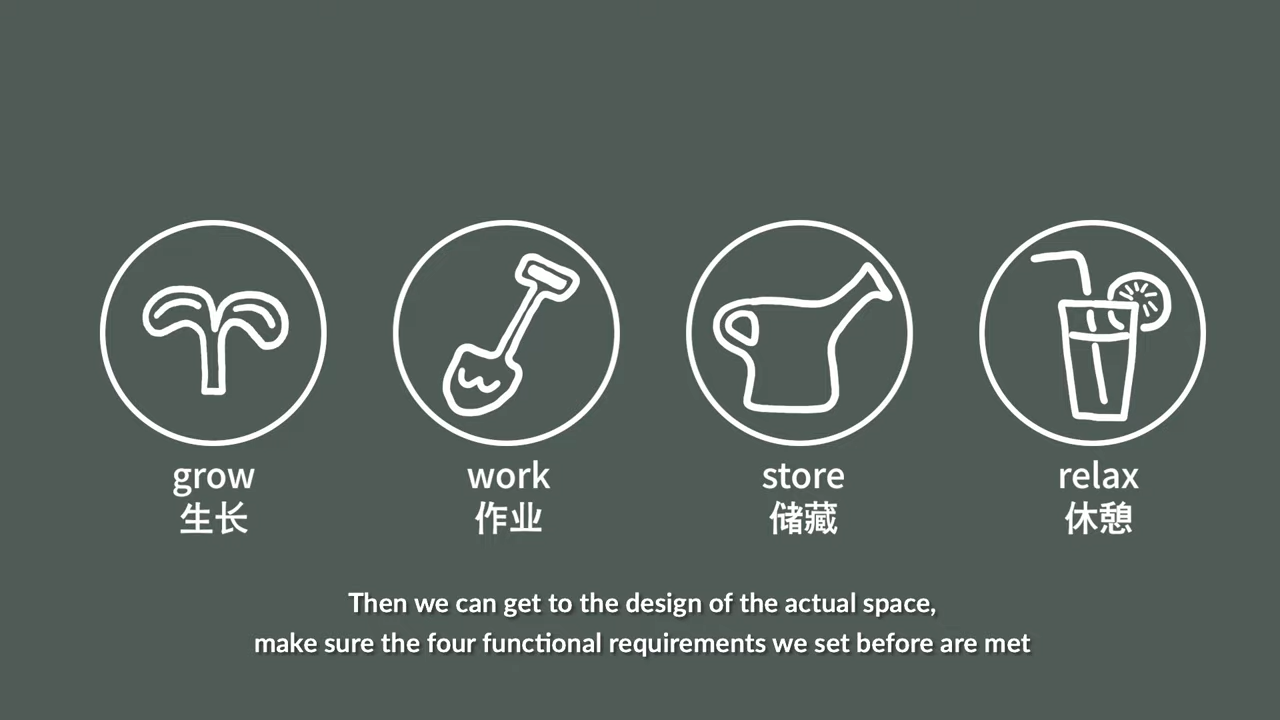 grow
生长
work
作业
store
储藏
relax
休憩
Then we can get to the design of the actual space,
make sure the four functional requirements we set before are met